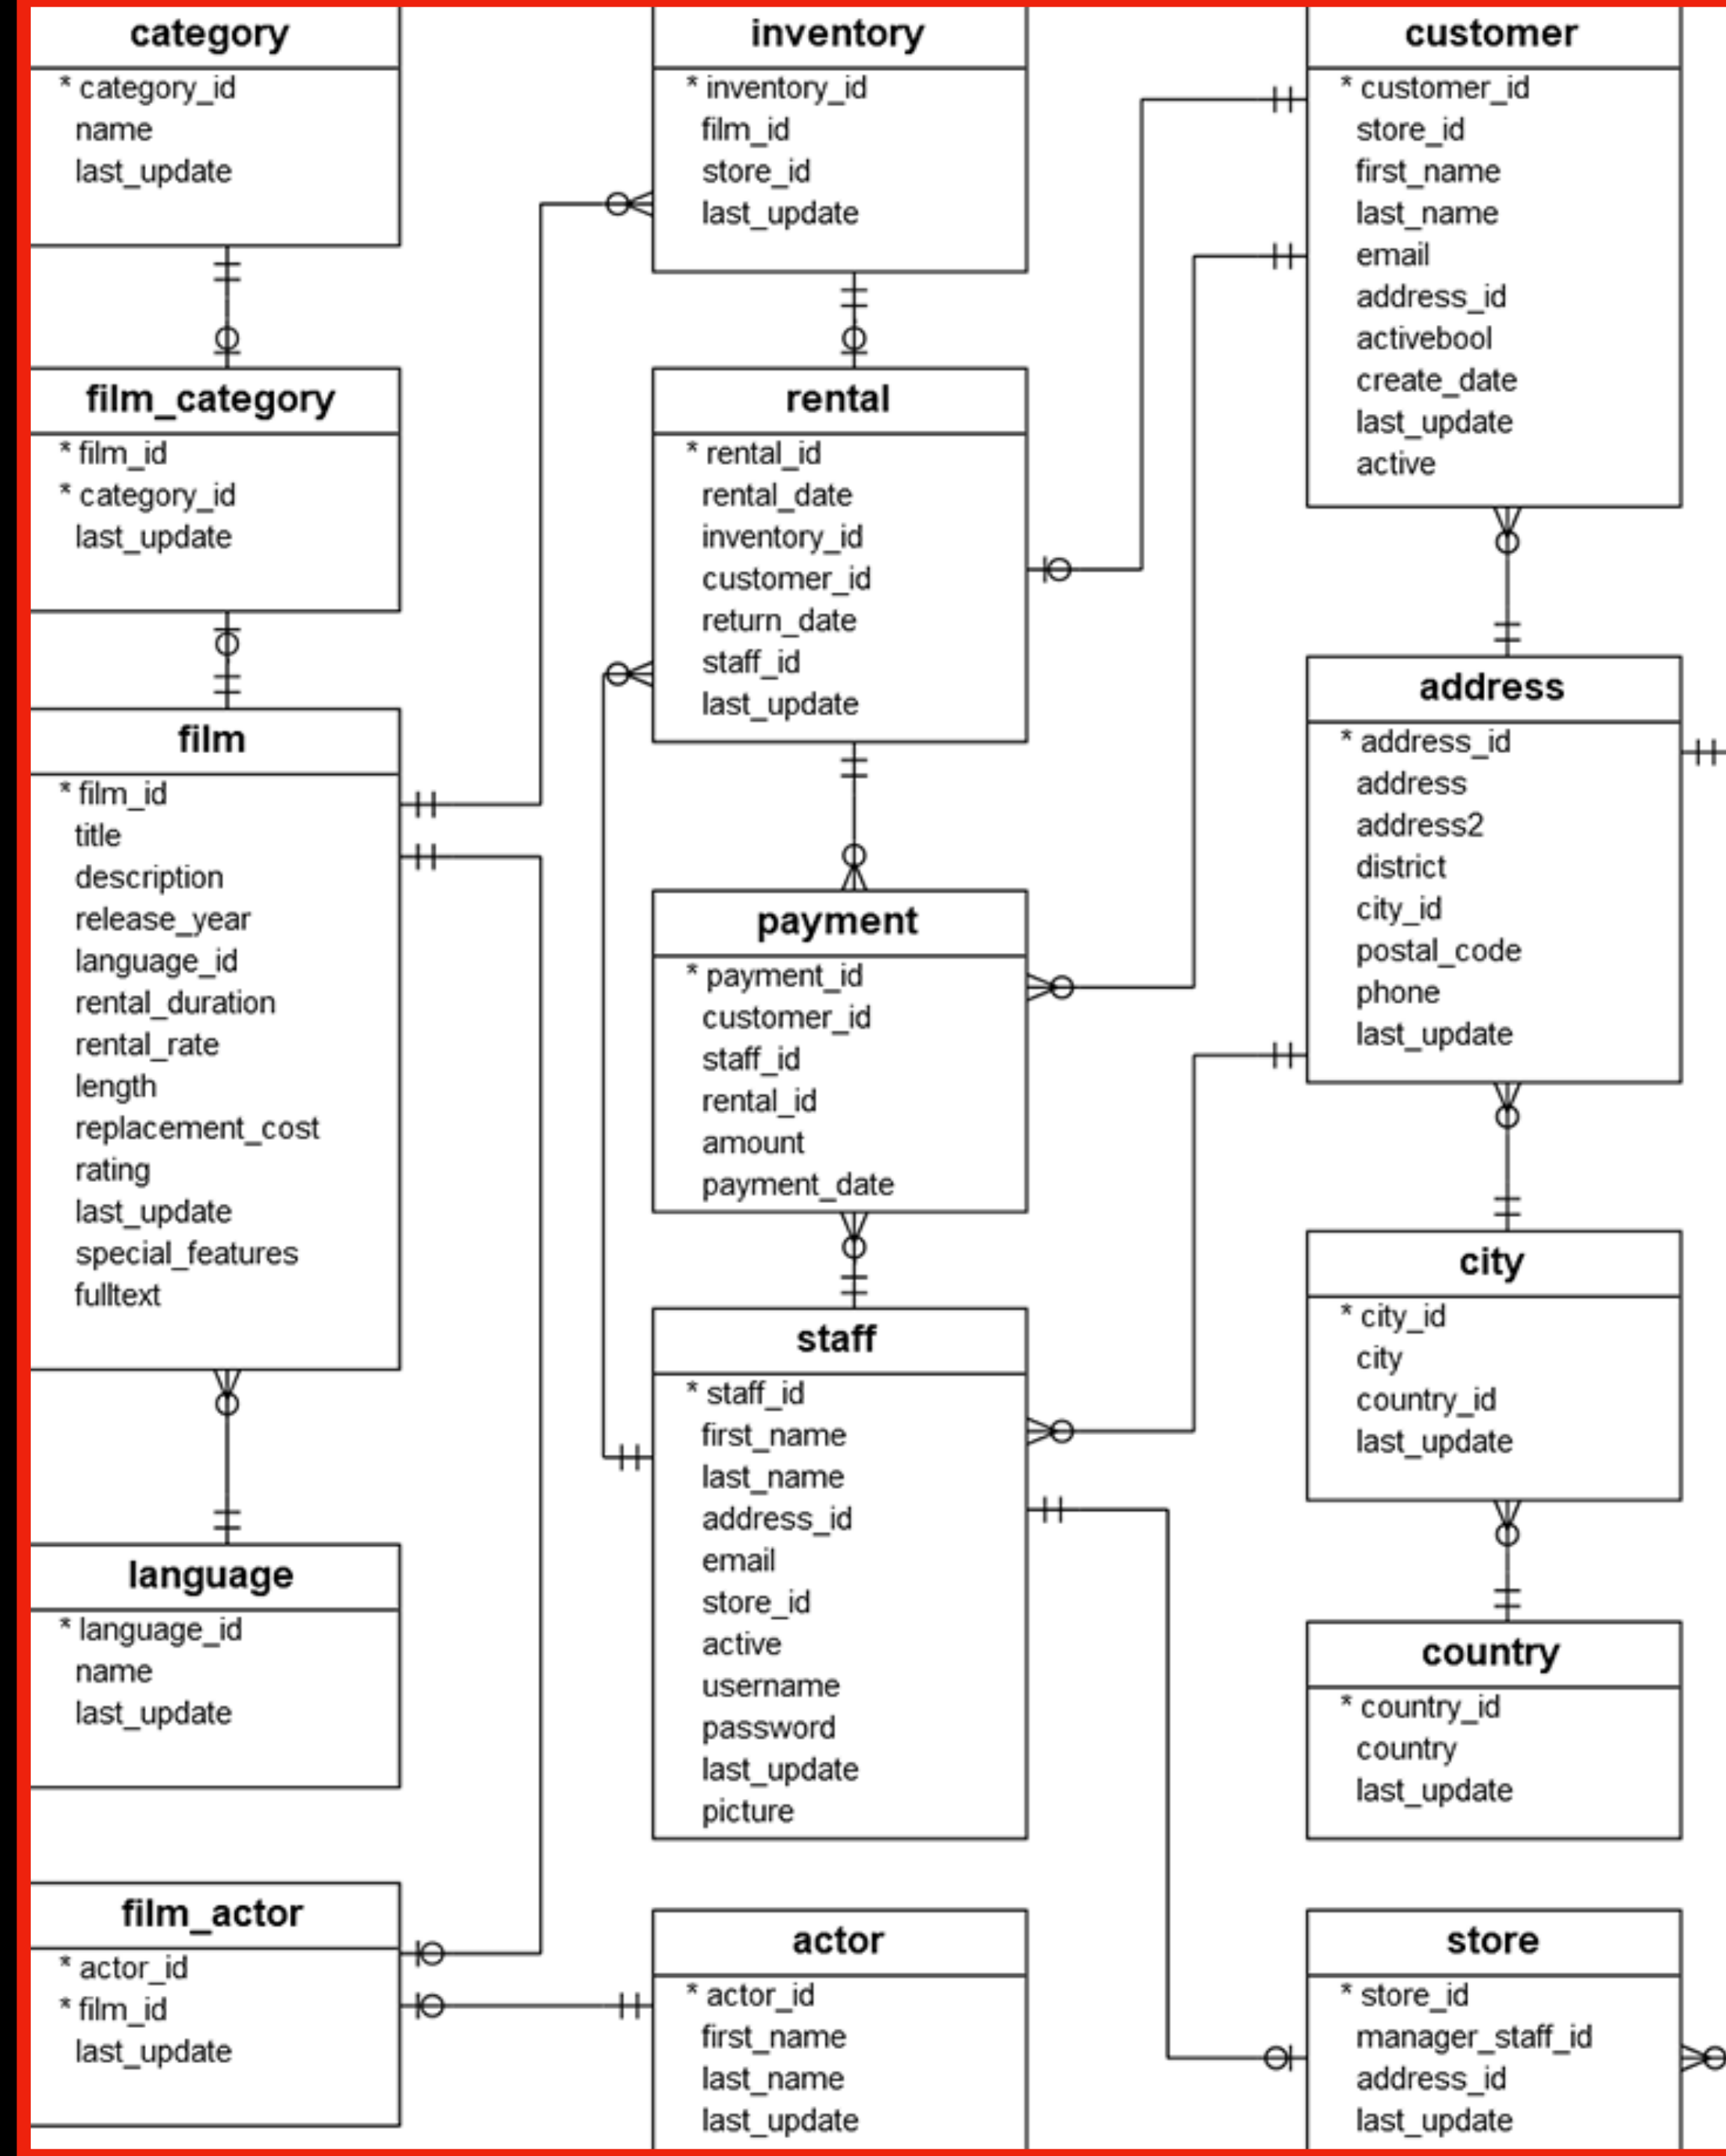 category
* category_id
name
last_update
film_category
* film_id
* category_id
last_update
film
* film_id
title
description
release_year
language_id
rental_duration
rental_rate
length
replacement_cost
rating
last_update
special_features
fulltext
language
* language_id
name
last_update
film_actor
* actor_id
* film_id
last_update
inventory
* inventory_id
film_id
store_id
last_update
rental
* rental_id
rental_date
inventory_id
customer_id
return_date
staff_id
last_update
payment
* payment_id
customer_id
staff_id
rental_id
amount
payment_date
staff
* staff_id
first_name
last_name
address_id
email
store_id
active
username
password
last_update
picture
actor
* actor_id
first_name
last_name
last_update
customer
* customer_id
store_id
first_name
last_name
email
address_id
activebool
create_date
last_update
active
address
* address_id
address
address2
district
city_id
postal_code
phone
last_update
city
* city_id
city
country_id
last_update
country
* country_id
country
last_update
store
* store_id
manager_staff_id
address_id
last_update